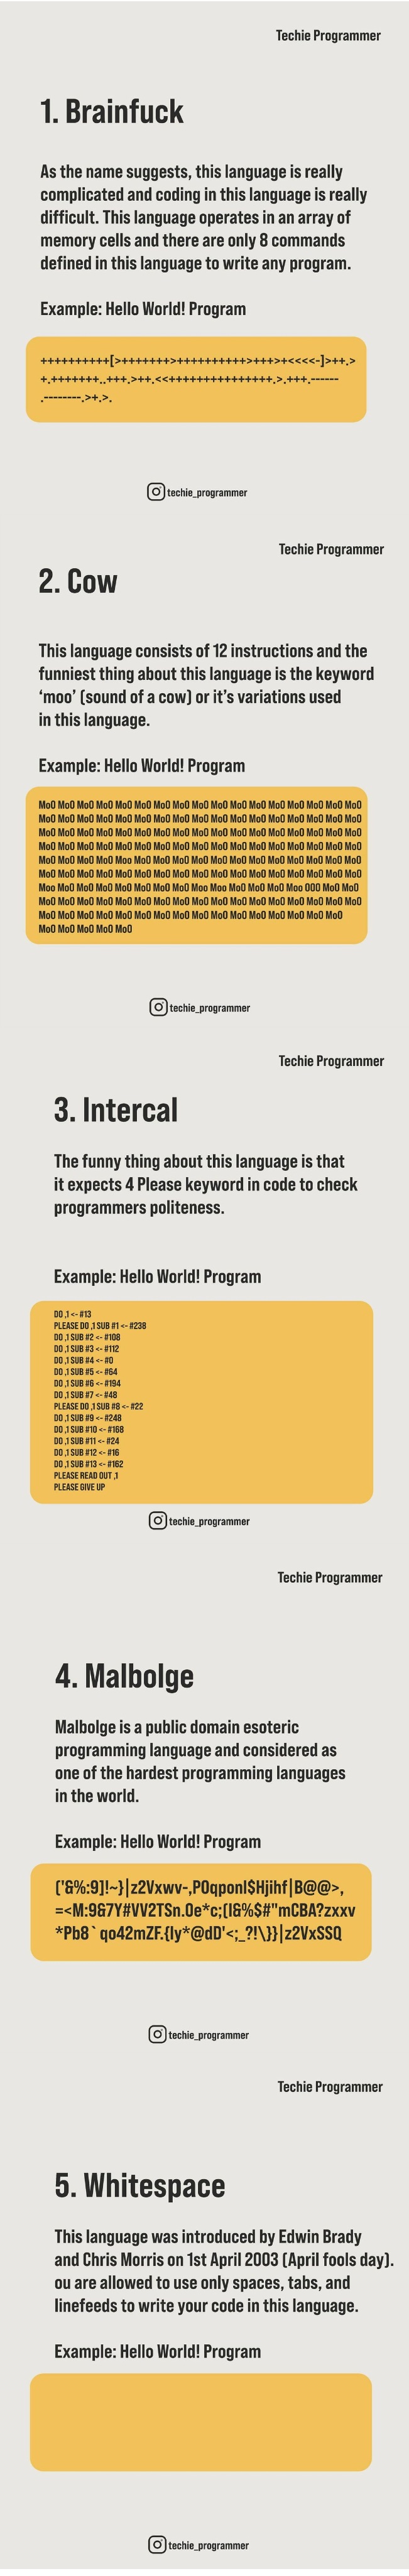 Techie Programmer
1. Brainfuck
As the name suggests, this language is really
complicated and coding in this language is really
difficult. This language operates in an array of
memory cells and there are only 8 commands
defined in this language to write any program.
Example: Hello World! Program
++++++++++[>+++++++>++++++++++>+++>+<<<<-]>++.>
+.+++++++..+++.>++.<<+++++++++++++++.>.+++.------
.--------.>+.>.
techie_programmer
Techie Programmer
2. Cow
This language consists of 12 instructions and the
funniest thing about this language is the keyword
‘moo’ (sound of a cow) or it’s variations used
in this language.
Example: Hello World! Program
MoO MoO MoO MoO MoO MoO MoO MoO MoO MoO MoO MoO MoO MoO MoO MoO MoO
MoO MoO MoO MoO MoO MoO MoO MoO MoO MoO MoO MoO MoO MoO MoO MoO MoO
MoO MoO MoO MoO MoO MoO MoO MoO MoO MoO MoO MoO MoO MoO MoO MoO MoO
MoO MoO MoO MoO MoO MoO MoO MoO MoO MoO MoO MoO MoO MoO MoO MoO MoO
MoO MoO MoO MoO Moo MoO MoO MoO MoO MoO MoO MoO MoO MoO MoO MoO MoO
MoO MoO MoO MoO MoO MoO MoO MoO MoO MoO MoO MoO MoO MoO MoO MoO MoO
Moo MoO MoO MoO MoO MoO MoO MoO Moo Moo MoO MoO MoO Moo OOO MoO MoO
MoO MoO MoO MoO MoO MoO MoO MoO MoO MoO MoO MoO MoO MoO MoO MoO MoO
MoO MoO MoO MoO MoO MoO MoO MoO MoO MoO MoO MoO MoO MoO MoO MoO
MoO MoO MoO MoO MoO
techie_programmer
Techie Programmer
3. Intercal
The funny thing about this language is that
it expects 4 Please keyword in code to check
programmers politeness.
Example: Hello World! Program
DO ,1 <- #13
PLEASE DO ,1 SUB #1 <- #238
DO ,1 SUB #2 <- #108
DO ,1 SUB #3 <- #112
DO ,1 SUB #4 <- #0
DO ,1 SUB #5 <- #64
DO ,1 SUB #6 <- #194
DO ,1 SUB #7 <- #48
PLEASE DO ,1 SUB #8 <- #22
DO ,1 SUB #9 <- #248
DO ,1 SUB #10 <- #168
DO ,1 SUB #11 <- #24
DO ,1 SUB #12 <- #16
DO ,1 SUB #13 <- #162
PLEASE READ OUT ,1
PLEASE GIVE UP
techie_programmer
Techie Programmer
4. Malbolge
Malbolge is a public domain esoteric
programming language and considered as
one of the hardest programming languages
in the world.
Example: Hello World! Program
('&%:9]!~}|z2Vxwv-,POqponl$Hjihf|B@@>,
=<M:9&7Y#VV2TSn.Oe*c;(I&%$#"mCBA?zxxv
*Pb8`qo42mZF.{Iy*@dD'<;_?!\}}|z2VxSSQ
techie_programmer
Techie Programmer
5. Whitespace
This language was introduced by Edwin Brady
and Chris Morris on 1st April 2003 (April fools day).
ou are allowed to use only spaces, tabs, and
linefeeds to write your code in this language.
Example: Hello World! Program
techie_programmer